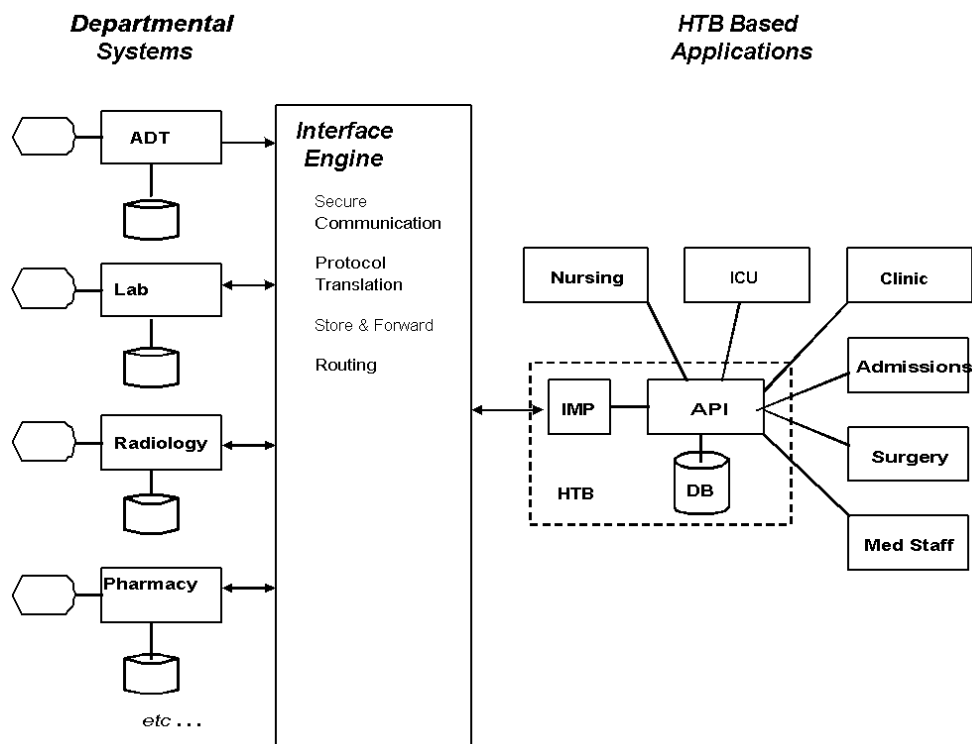 Departmental
Systems
HTB Based
Applications
ADT
Lab
Radiology
Pharmacy
etc . . .
Interface
Engine
Secure
Communication
Protocol
Translation
Store & Forward
Routing
Nursing
ICU
Clinic
Admissions
Surgery
Med Staff
IMP
API
HTB
DB